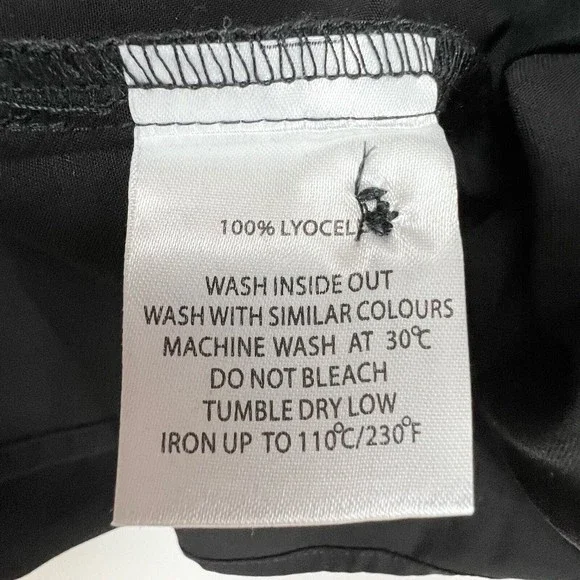 100% LYOCELL
WASH INSIDE OUT
WASH WITH SIMILAR COLOURS
MACHINE WASH AT 30℃
DO NOT BLEACH
TUMBLE DRY LOW
IRON UP TO 110℃/230℉